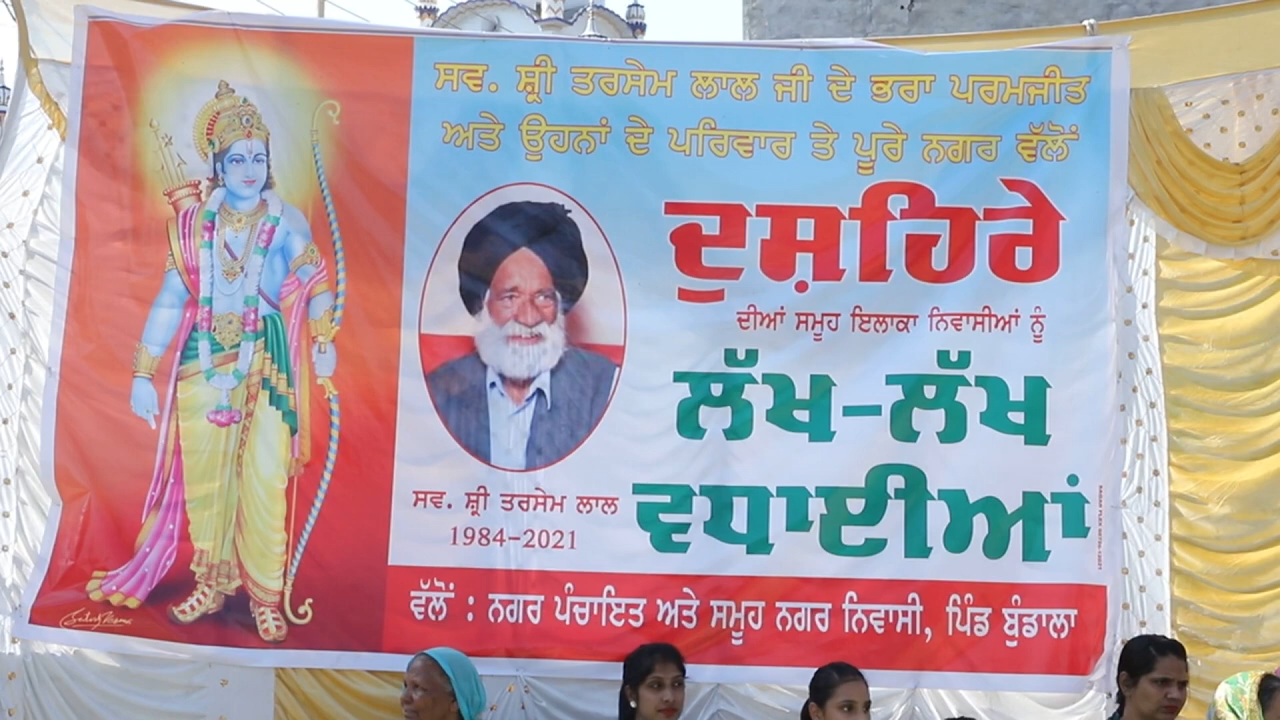 ਸਵ. ਸ਼੍ਰੀ ਤਰਸੇਮ ਲਾਲ ਜੀ ਦੇ ਭਰਾ ਪਰਮਜੀਤ
ਅਤੇ ਉਹਨਾਂ ਦੇ ਪਰਿਵਾਰ ਤੇ ਪੂਰੇ ਨਗਰ ਵੱਲੋਂ
ਦੁਸ਼ਹਿਰੇ
ਦੀਆਂ ਸਮੂਹ ਇਲਾਕਾ ਨਿਵਾਸੀਆਂ ਨੂੰ
ਲੱਖ-ਲੱਖ
ਵਧਾਈਆਂ
ਸਵ. ਸ਼੍ਰੀ ਤਰਸੇਮ ਲਾਲ
1984-2021
ਵੱਲੋਂ : ਨਗਰ ਪੰਚਾਇਤ ਅਤੇ ਸਮੂਹ ਨਗਰ ਨਿਵਾਸੀ, ਪਿੰਡ ਬੁੰਡਾਲਾ